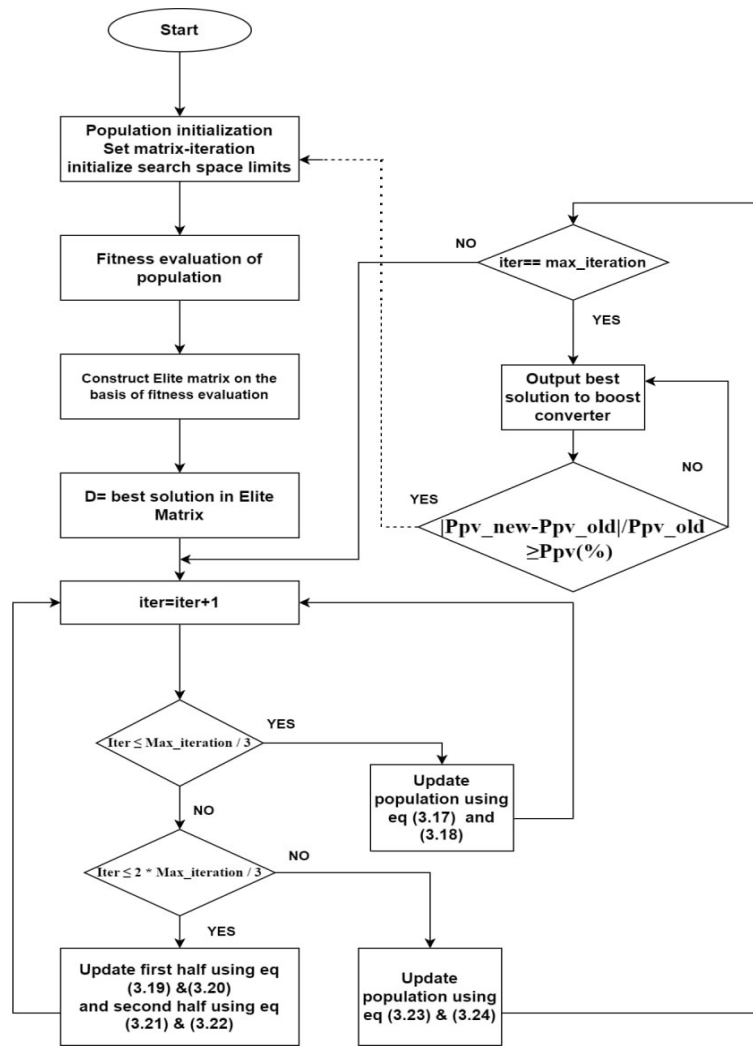 Start
Population initialization
Set matrix-iteration
initialize search space limits
Fitness evaluation of
population
Construct Elite matrix on the
basis of fitness evaluation
D= best solution in Elite
Matrix
iter=iter+1
Iter ≤ Max_iteration / 3
YES
Update
population using
eq (3.17) and
(3.18)
NO
Iter ≤ 2 * Max_iteration / 3
NO
YES
Update first half using eq
(3.19) &(3.20)
and second half using eq
(3.21) & (3.22)
Update
population using
eq (3.23) & (3.24)
iter== max_iteration
NO
YES
Output best
solution to boost
converter
NO
YES
|Ppv_new-Ppv_old|/Ppv_old
≥Ppv(%)